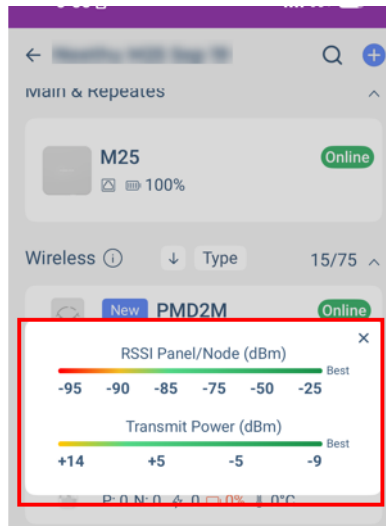 Main & Repeates
M25
Online
100%
Wireless
Type
15/75
New
PMD2M
Online
RSSI Panel/Node (dBm)
Best
-95 -90 -85 -75 -50 -25
Transmit Power (dBm)
Best
+14 +5 -5 -9
P: 0 N: 0 0 0% 0°C